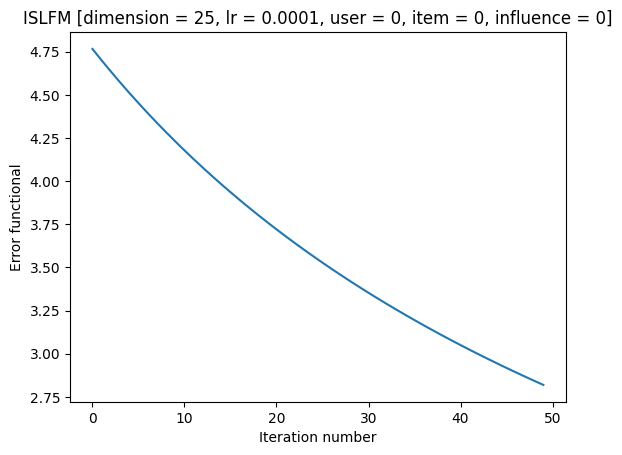 ISLFM [dimension = 25, lr = 0.0001, user = 0, item = 0, influence = 0]
Error functional
4.75
4.50
4.25
4.00
3.75
3.50
3.25
3.00
2.75
0 10 20 30 40 50
Iteration number